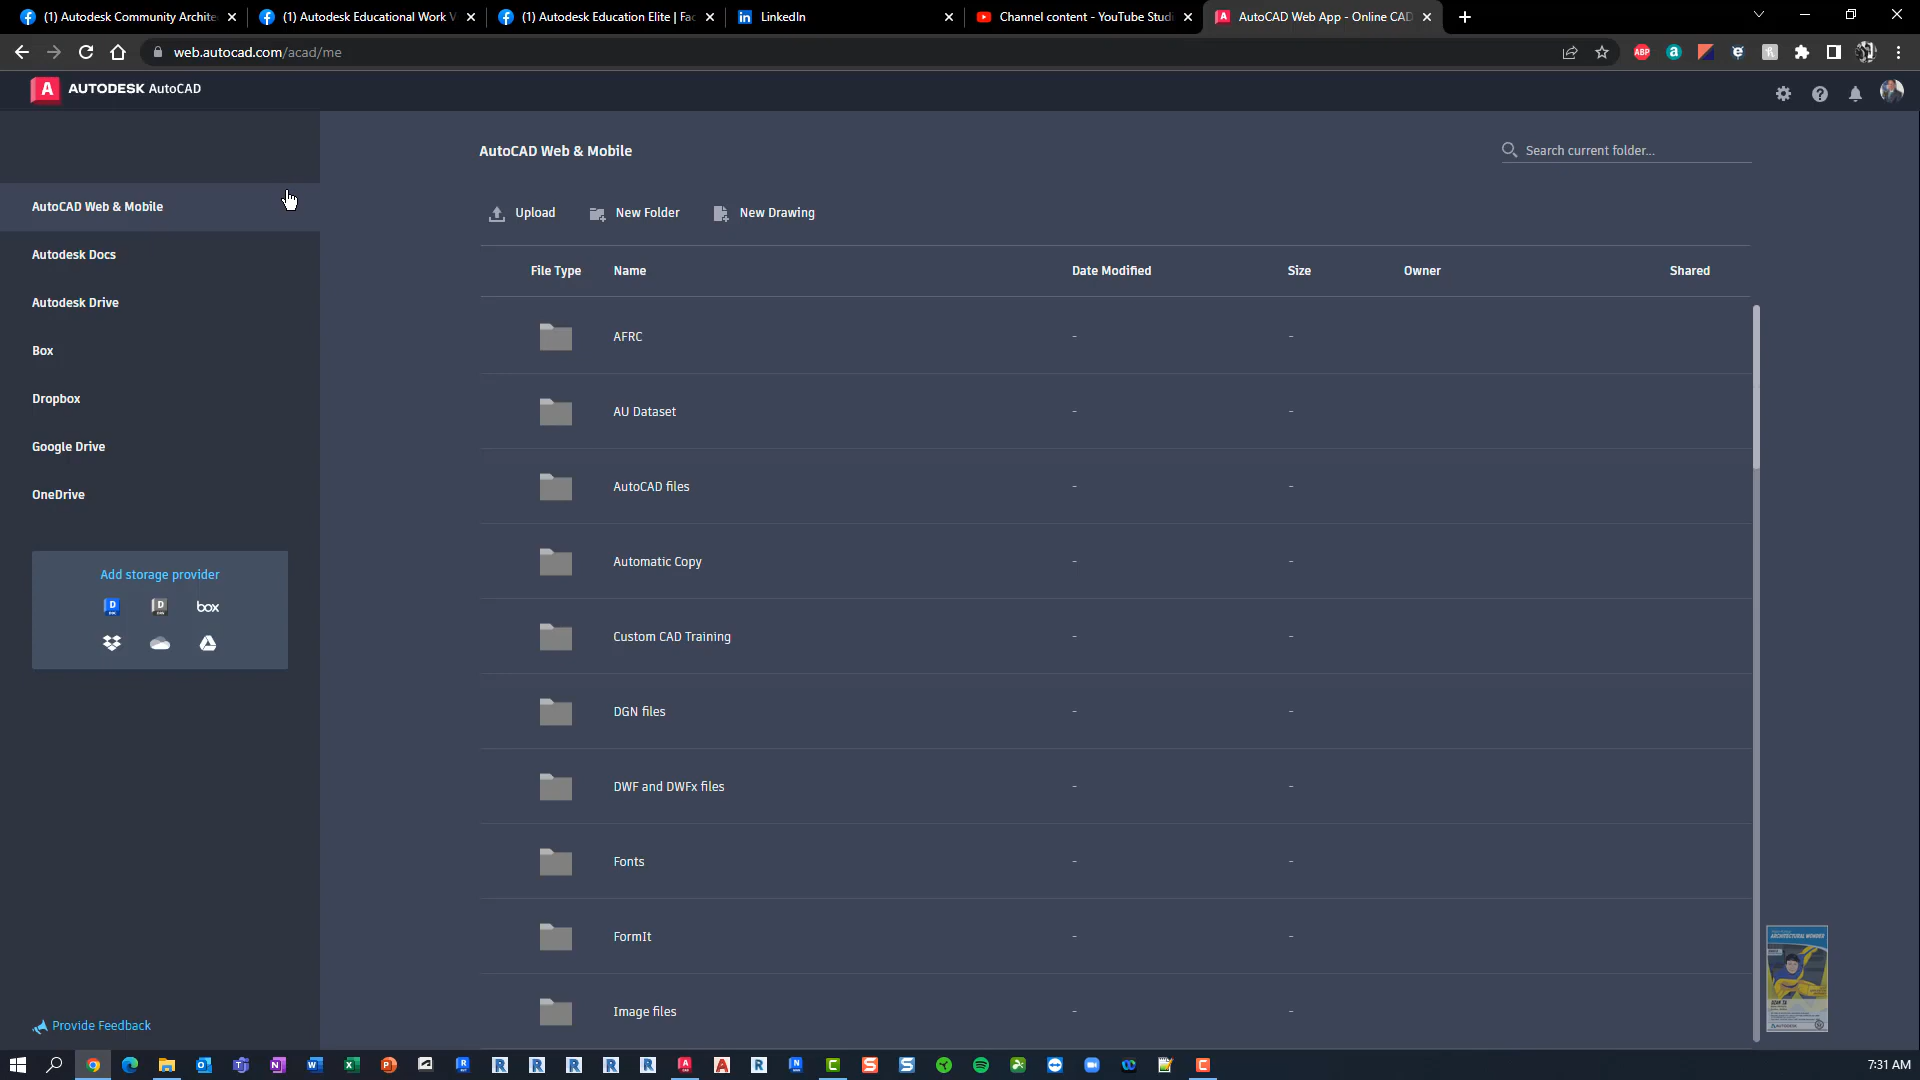 (1) Autodesk Community Archite
(1) Autodesk Educational Work V
(1) Autodesk Education Elite | Fac
LinkedIn
Channel content - YouTube Studi
AutoCAD Web App - Online CAD
web.autocad.com/acad/me
AUTODESK AutoCAD
AutoCAD Web & Mobile
Autodesk Docs
Autodesk Drive
Box
Dropbox
Google Drive
OneDrive
Add storage provider
box
Provide Feedback
AutoCAD Web & Mobile
Search current folder...
Upload
New Folder
New Drawing
File Type
Name
Date Modified
Size
Owner
Shared
AFRC - -
AU Dataset - -
AutoCAD files - -
Automatic Copy - -
Custom CAD Training - -
DGN files - -
DWF and DWFx files - -
Fonts - -
FormIt - -
Image files - -
ARCHITECTURAL WONDER
AUTODESK
7:31 AM